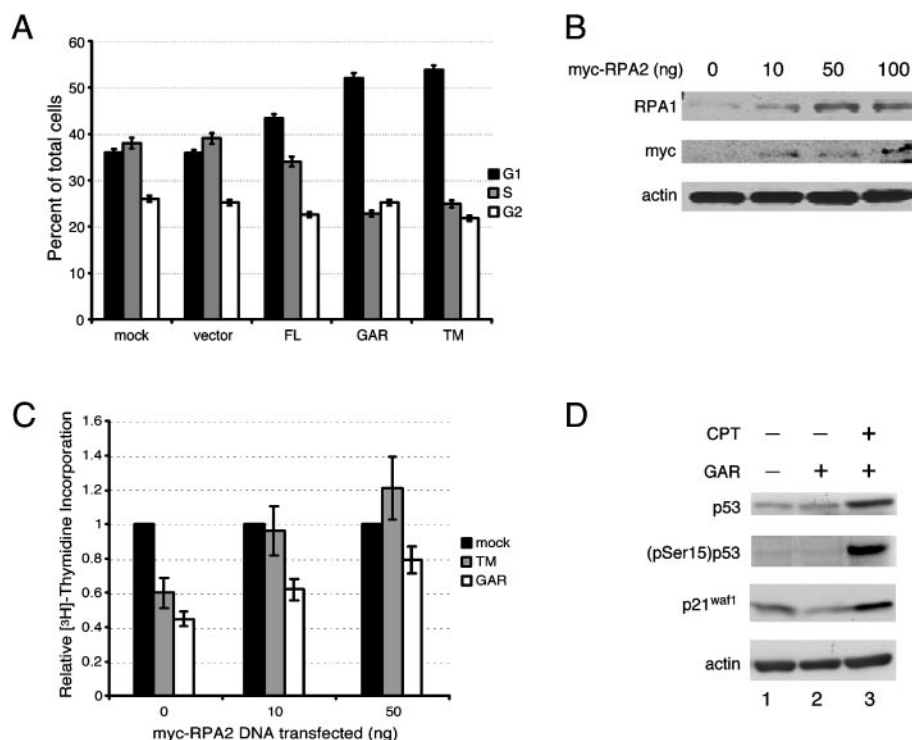 A
Percent of total cells
60
50
40
30
20
10
0
mock vector FL GAR TM
G1
S
G2
B
myc-RPA2 (ng) 0 10 50 100
RPA1
myc
actin
C
Relative [³H]-Thymidine Incorporation
1.6
1.4
1.2
1
0.8
0.6
0.4
0.2
0
0 10 50
myc-RPA2 DNA transfected (ng)
mock
TM
GAR
D
CPT – – +
GAR – + +
p53
(pSer15)p53
p21ʷᵃᶠ¹
actin
1 2 3